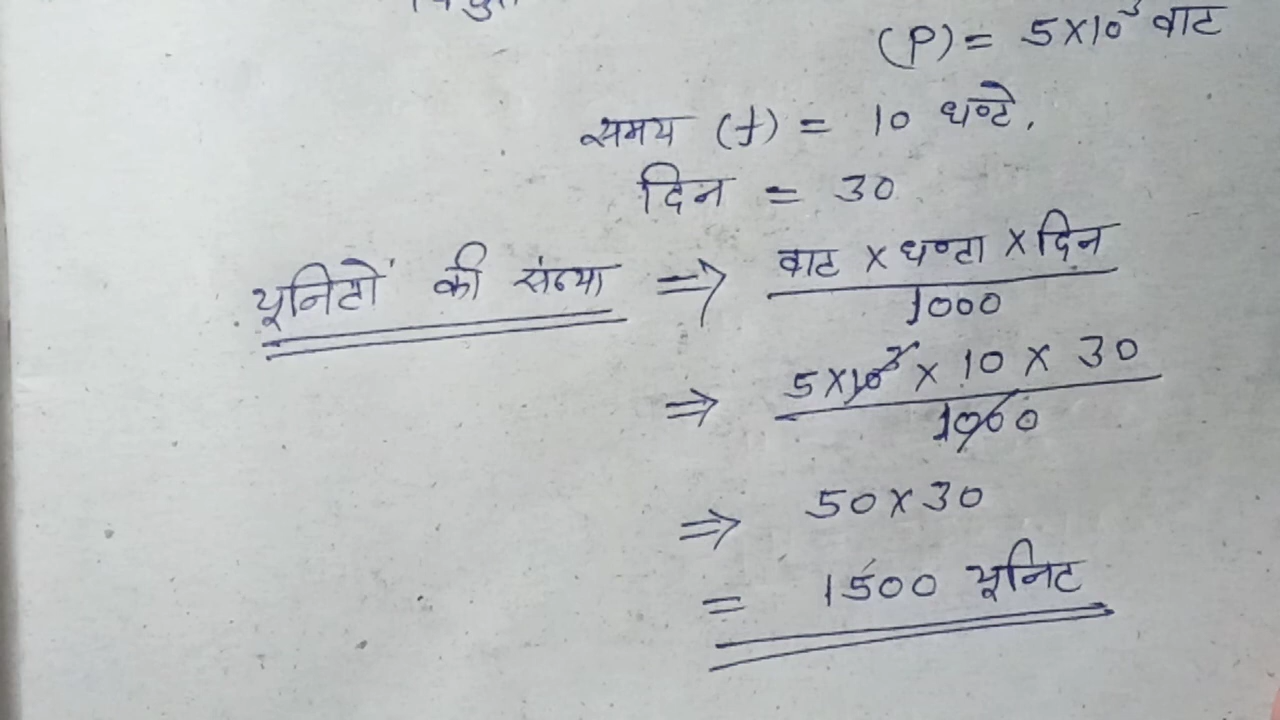 (P) = 5×10³ वाट
समय (t) = 10 घण्टे,
दिन = 30
यूनिटों की संख्या ⇒ वाट × घण्टा × दिन
1000
⇒ 5×10³ × 10 × 30
1000
⇒ 50×30
= 1500 यूनिट